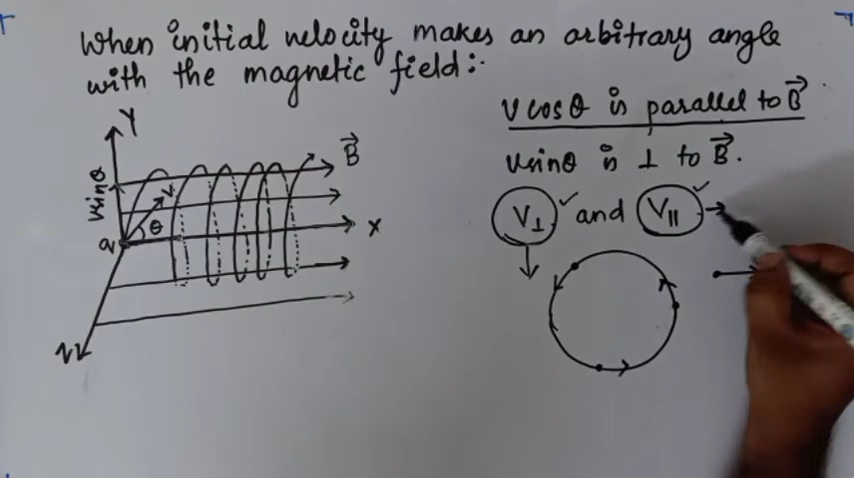 When initial velocity makes an arbitrary angle
with the magnetic field:-
V cosθ is parallel to B⃗
Vsinθ is ⊥ to B⃗.
V⊥ and V∥ →
Y
B⃗
Vsinθ
V
θ
q
X
Z